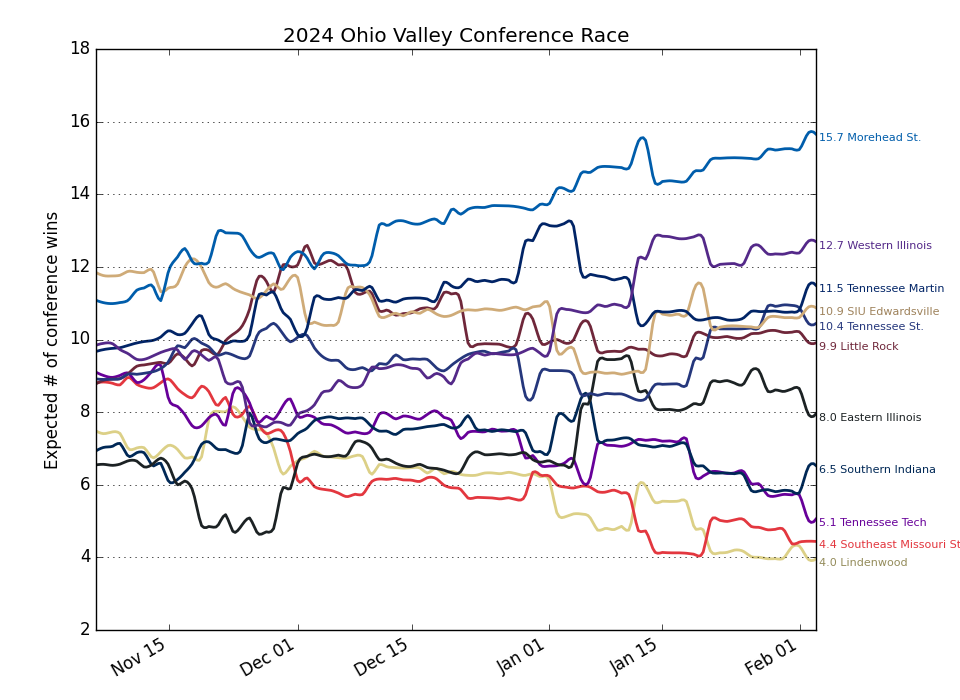 2024 Ohio Valley Conference Race
Expected # of conference wins
18
16
14
12
10
8
6
4
2
Nov 15
Dec 01
Dec 15
Jan 01
Jan 15
Feb 01
15.7 Morehead St.
12.7 Western Illinois
11.5 Tennessee Martin
10.9 SIU Edwardsville
10.4 Tennessee St.
9.9 Little Rock
8.0 Eastern Illinois
6.5 Southern Indiana
5.1 Tennessee Tech
4.4 Southeast Missouri St
4.0 Lindenwood